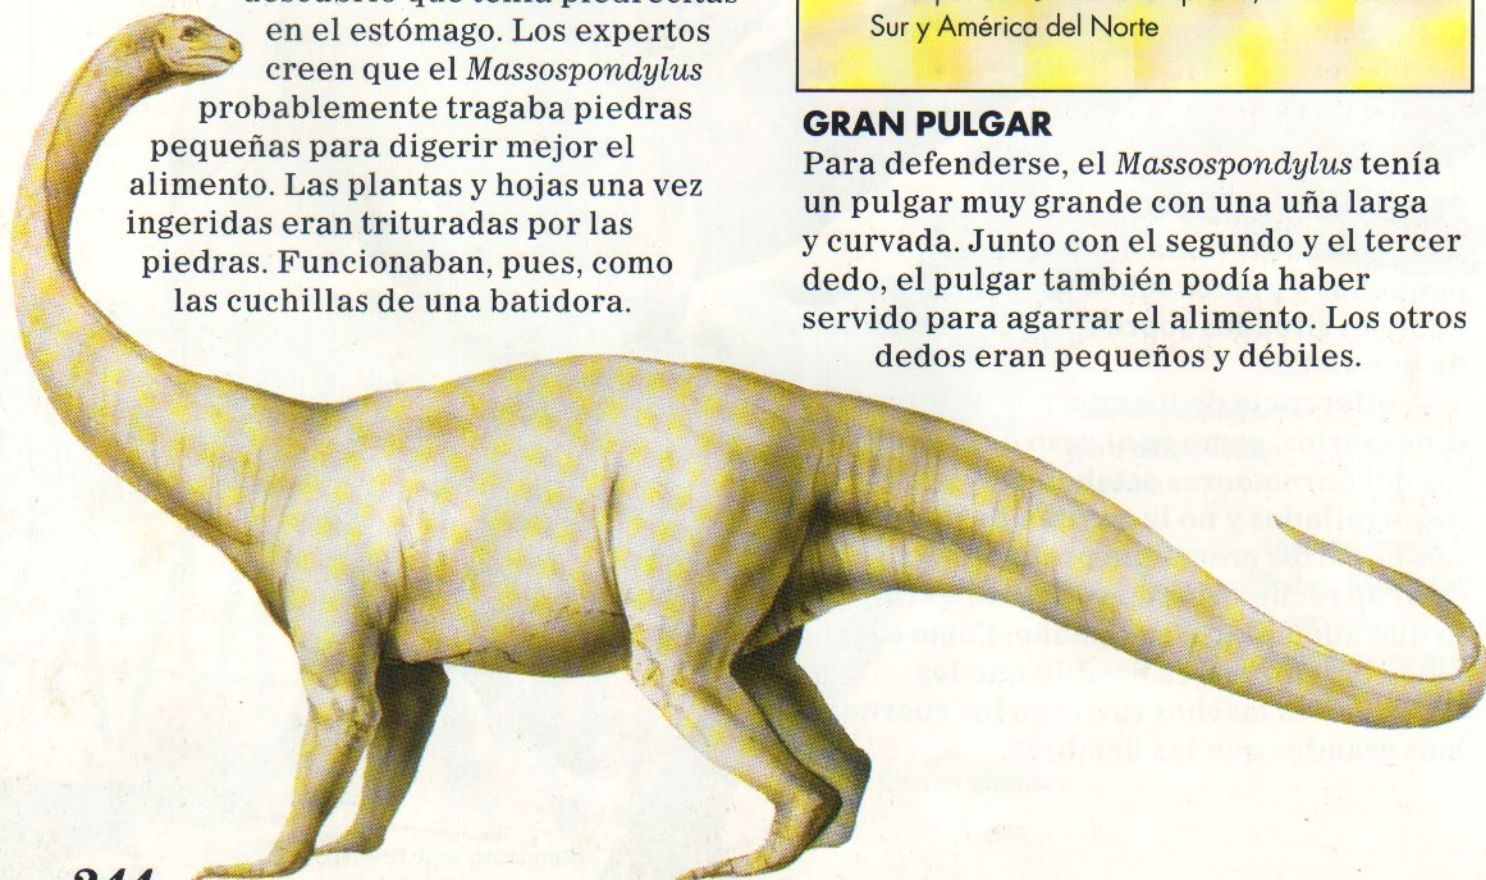 en el estómago. Los expertos
creen que el Massospondylus
probablemente tragaba piedras
pequeñas para digerir mejor el
alimento. Las plantas y hojas una vez
ingeridas eran trituradas por las
piedras. Funcionaban, pues, como
las cuchillas de una batidora.
Sur y América del Norte
GRAN PULGAR
Para defenderse, el Massospondylus tenía
un pulgar muy grande con una uña larga
y curvada. Junto con el segundo y el tercer
dedo, el pulgar también podía haber
servido para agarrar el alimento. Los otros
dedos eran pequeños y débiles.